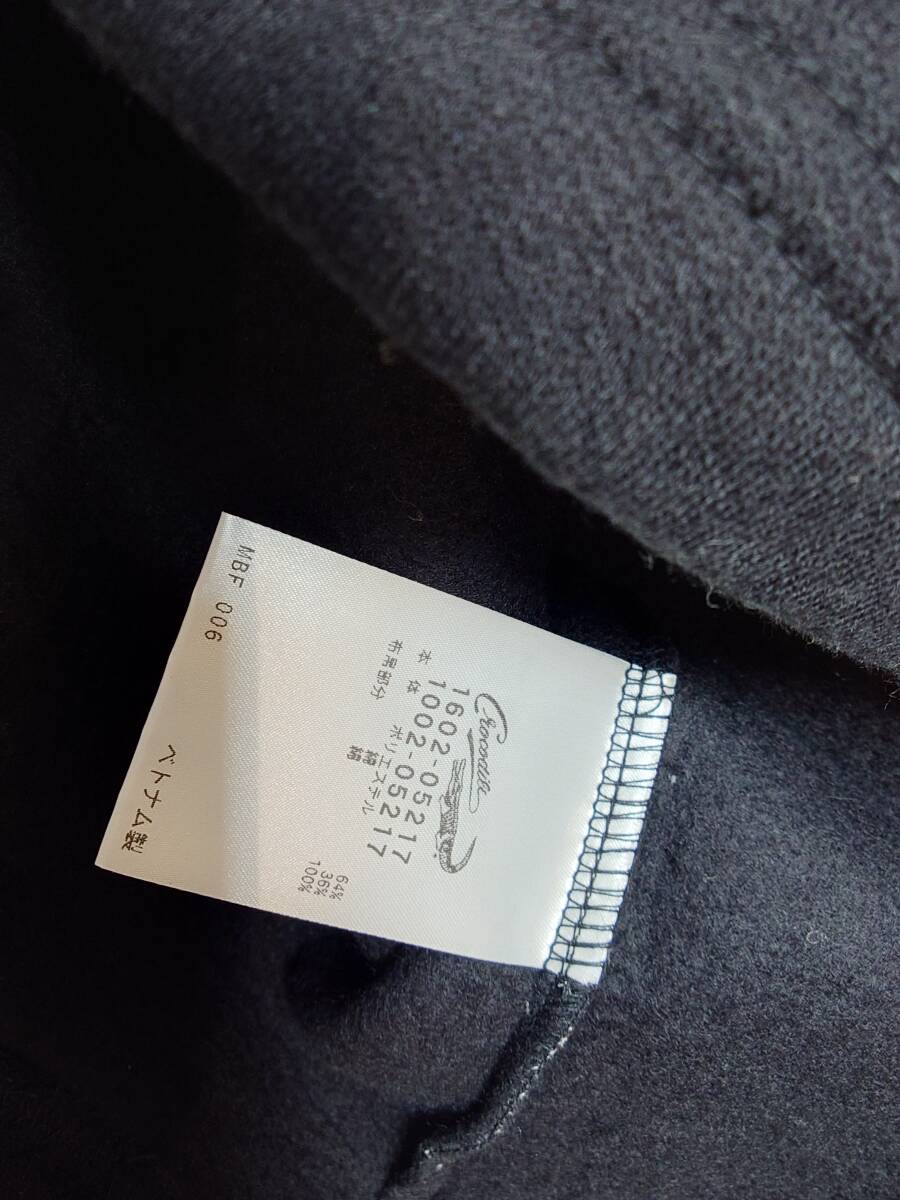 Crocodile
1602-05217
1002-05217
本体 ポリエステル 64%
綿 36%
布帛部分 綿 100%
ベトナム製
MBF 006